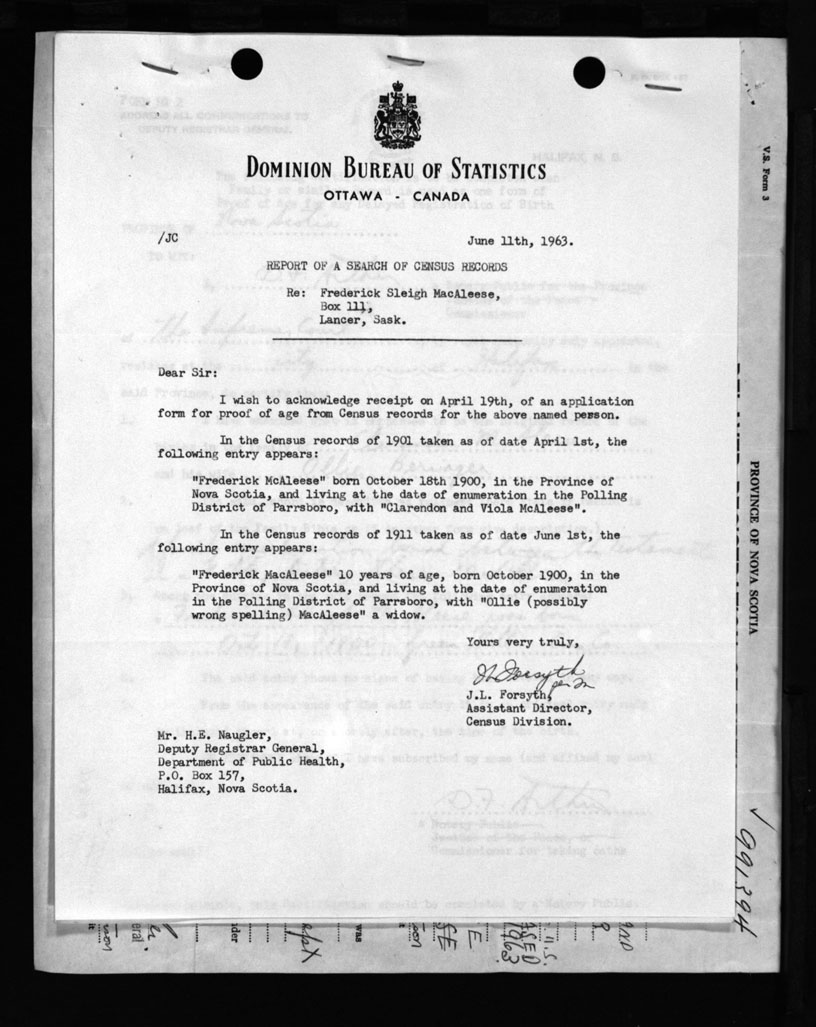 DOMINION BUREAU OF STATISTICS
OTTAWA - CANADA
/JC
June 11th, 1963.
REPORT OF A SEARCH OF CENSUS RECORDS
Re: Frederick Sleigh MacAleese,
Box 111,
Lancer, Sask.
Dear Sir:
I wish to acknowledge receipt on April 19th, of an application
form for proof of age from Census records for the above named person.
In the Census records of 1901 taken as of date April 1st, the
following entry appears:
"Frederick McAleese" born October 18th 1900, in the Province of
Nova Scotia, and living at the date of enumeration in the Polling
District of Parrsboro, with "Clarendon and Viola McAleese".
In the Census records of 1911 taken as of date June 1st, the
following entry appears:
"Frederick MacAleese" 10 years of age, born October 1900, in the
Province of Nova Scotia, and living at the date of enumeration
in the Polling District of Parrsboro, with "Ollie (possibly
wrong spelling) MacAleese" a widow.
Yours very truly,
JL Forsyth
J.L. Forsyth,
Assistant Director,
Census Division.
Mr. H.E. Naugler,
Deputy Registrar General,
Department of Public Health,
P.O. Box 157,
Halifax, Nova Scotia.
V.S. Form 3
PROVINCE OF NOVA SCOTIA
991394